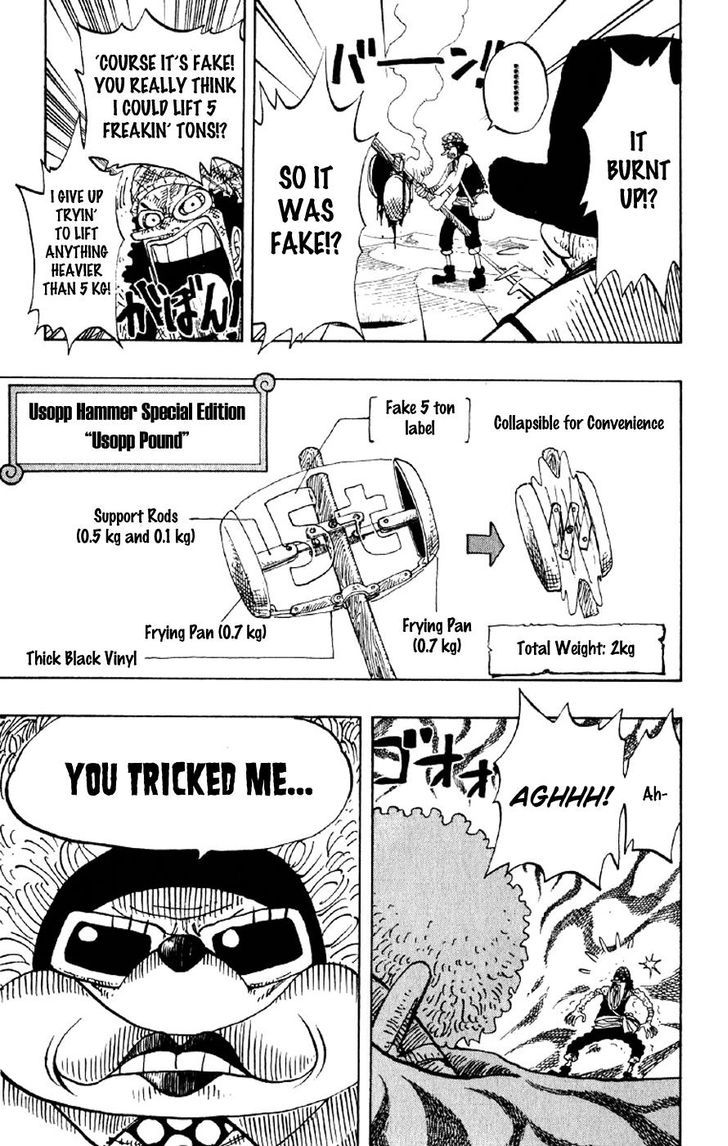 IT
BURNT
UP!?
………
バーン!
SO IT
WAS
FAKE!?
'COURSE IT'S FAKE!
YOU REALLY THINK
I COULD LIFT 5
FREAKIN' TONS!?
I GIVE UP
TRYIN'
TO LIFT
ANYTHING
HEAVIER
THAN 5 KG!
がぼん!
Usopp Hammer Special Edition
"Usopp Pound"
Fake 5 ton
label
Collapsible for Convenience
Support Rods
(0.5 kg and 0.1 kg)
5t
Frying Pan (0.7 kg)
Frying Pan
(0.7 kg)
Thick Black Vinyl
Total Weight: 2kg
Ah-
AGHHH!
ゴオオ
YOU TRICKED ME...